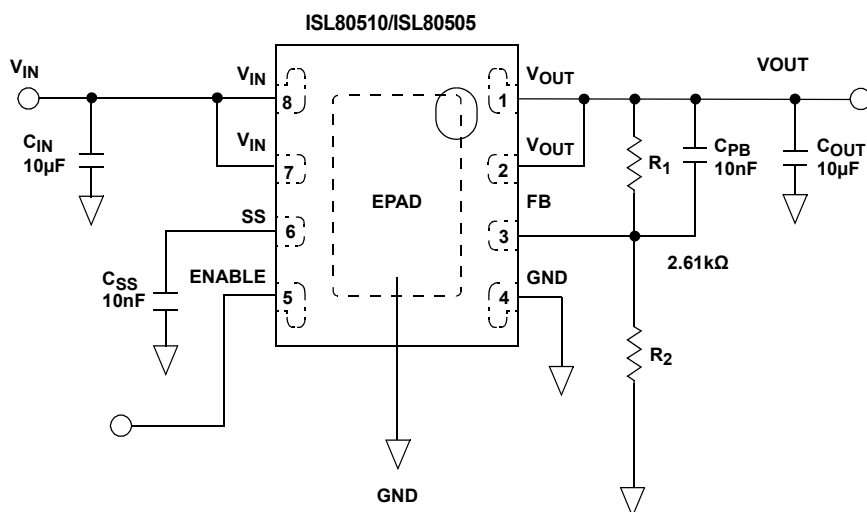 ISL80510/ISL80505
VIN
VIN
8
1
VOUT
VOUT
CIN
10µF
VIN
7
2
VOUT
R1
CPB
10nF
COUT
10µF
EPAD
SS
6
FB
3
2.61kΩ
CSS
10nF
ENABLE
5
GND
4
R2
GND